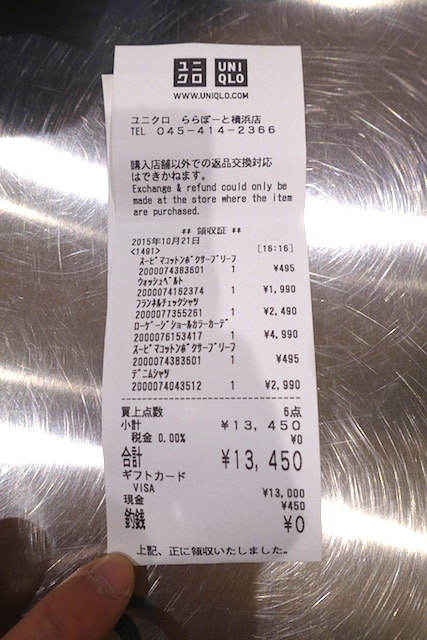 ユニクロ UNIQLO
WWW.UNIQLO.COM
ユニクロ ららぽーと横浜店
TEL 045-414-2366
購入店舗以外での返品交換対応
はできかねます。
Exchange & refund could only be
made at the store where the item
are purchased.
** 領収証 **
2015年10月21日
<1491> [16:16]
スーピマコットンボクサーブリーフ
2000074383601 1 ¥495
ウォッシュベルト
2000074162374 1 ¥1,990
フランネルチェックシャツ
2000077355261 1 ¥2,490
ローゲージショールカラーカーデ
2000076153417 1 ¥4,990
スーピマコットンボクサーブリーフ
2000074383601 1 ¥495
デニムシャツ
2000074043512 1 ¥2,990
買上点数 6点
小計 ¥13,450
税金 0.00% ¥0
合計 ¥13,450
ギフトカード
VISA ¥13,000
現金 ¥450
釣銭 ¥0
上記、正に領収いたしました。